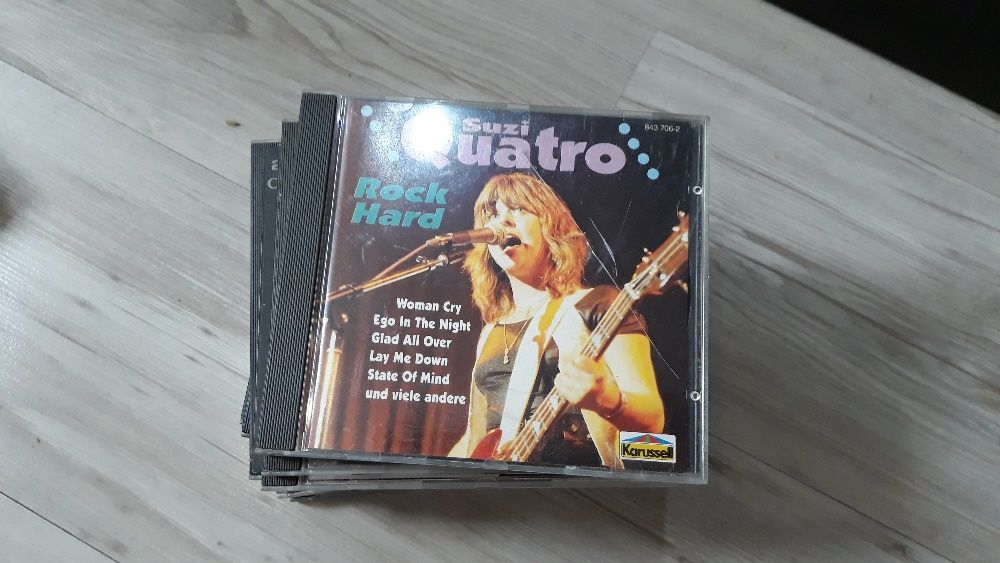 Suzi
Quatro
843 706-2
Rock
Hard
Woman Cry
Ego In The Night
Glad All Over
Lay Me Down
State Of Mind
und viele andere
Karussell